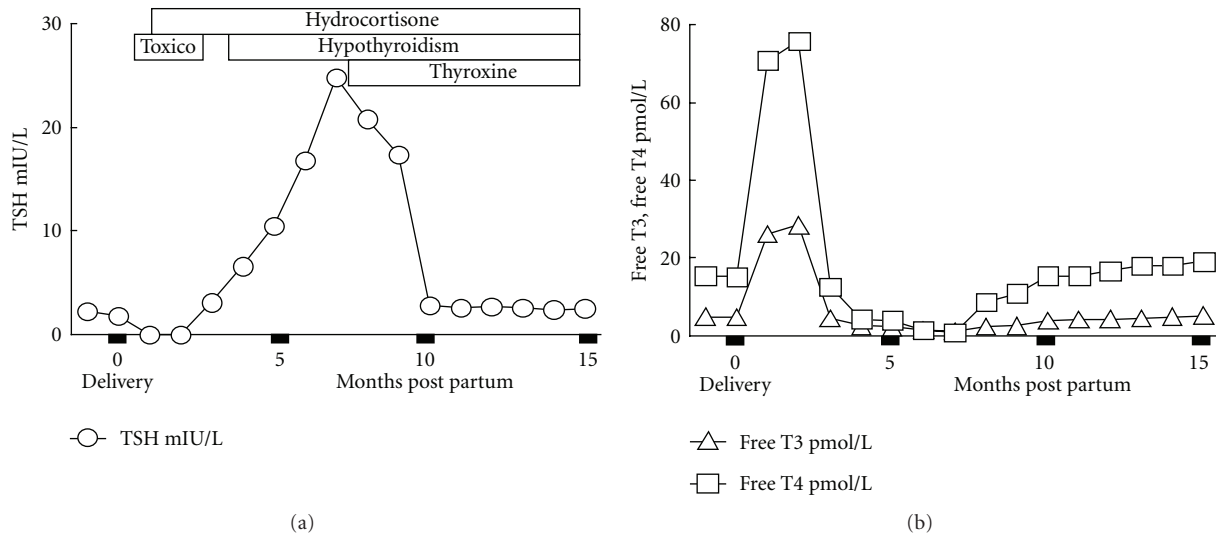 30
20
10
0
TSH mIU/L
Hydrocortisone
Toxico
Hypothyroidism
Thyroxine
0
5
10
15
Delivery
Months post partum
TSH mIU/L
(a)
80
60
40
20
0
Free T3, free T4 pmol/L
0
5
10
15
Delivery
Months post partum
Free T3 pmol/L
Free T4 pmol/L
(b)